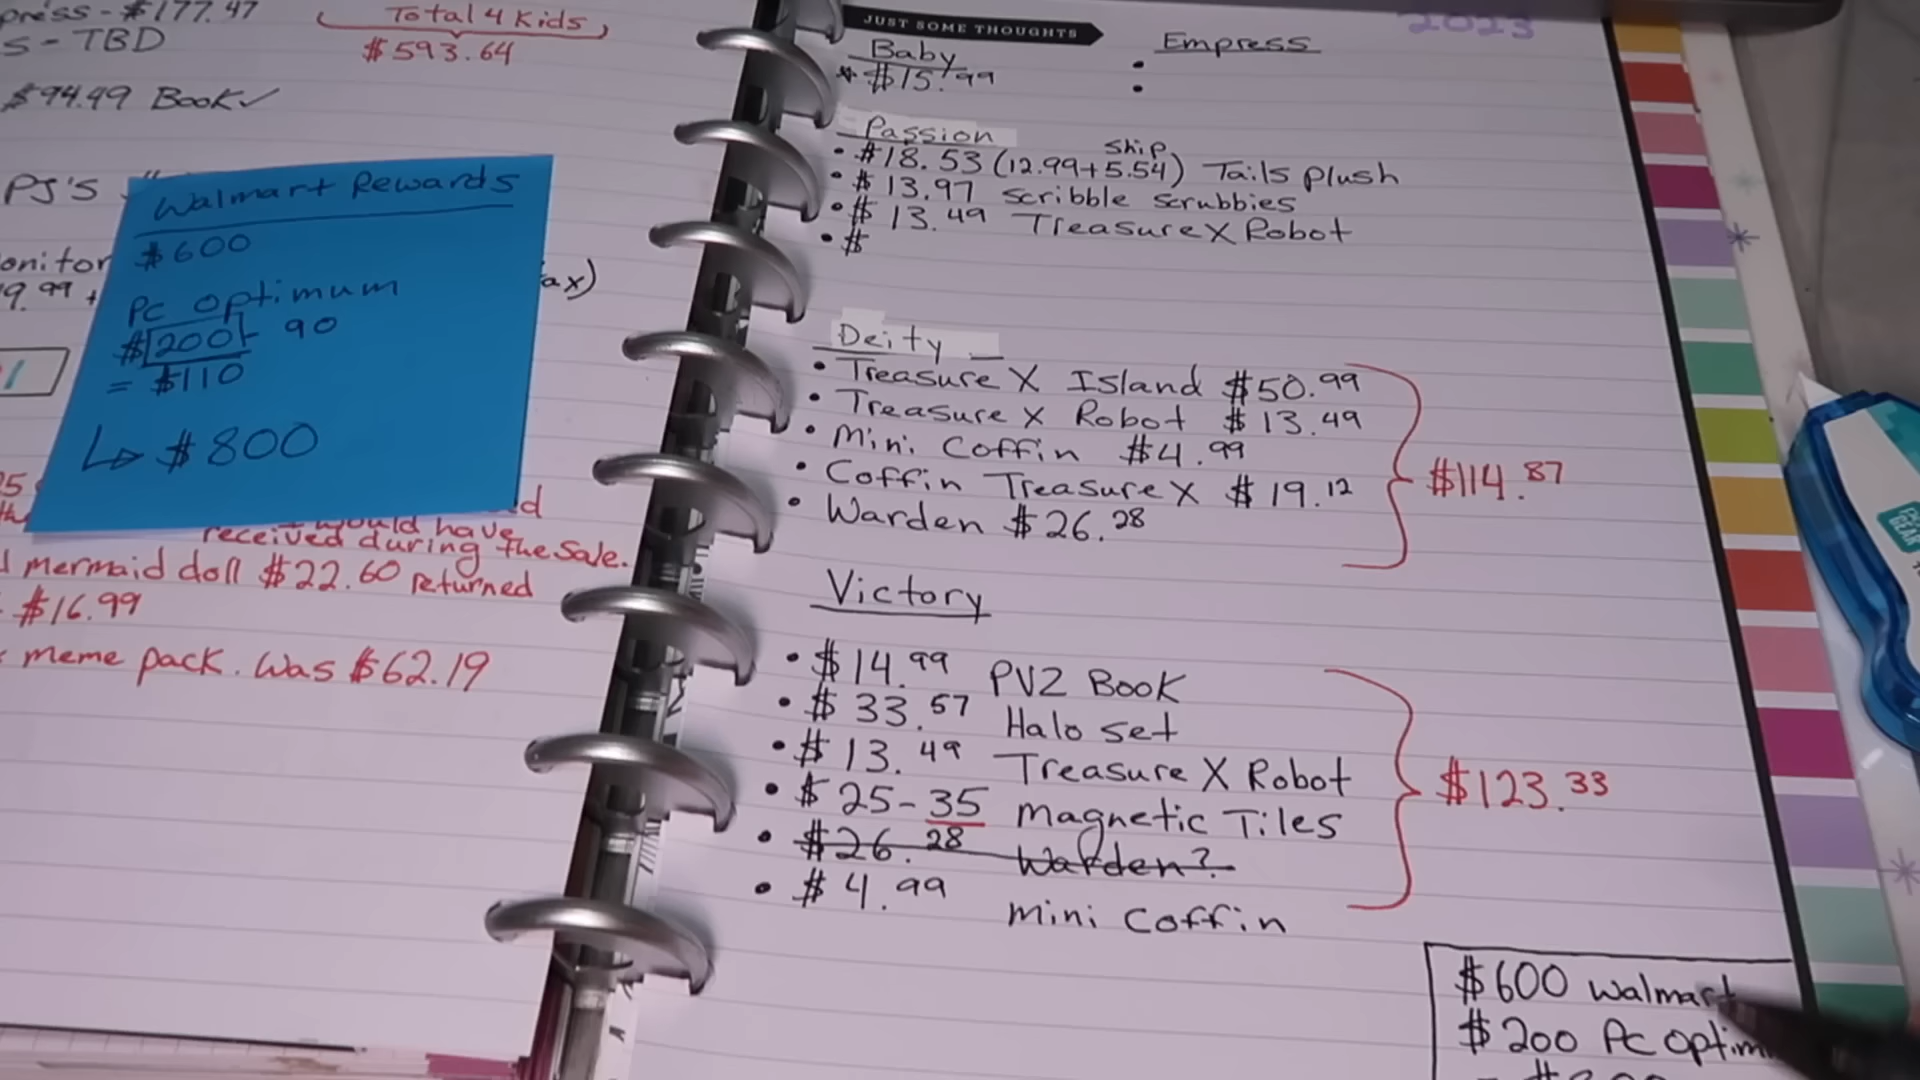 press - $177.47
s - TBD
Total 4 Kids
$593.64
$94.49 Book✓
PJ's
Walmart Rewards
$600
PC Optimum
$200 - 90
= $110
↳ $800
onitor
9.99 +
ax)
received during the sale.
would have
mermaid doll $22.60 returned
$16.99
meme pack. Was $62.19
JUST SOME THOUGHTS
2023
Baby
* $15.99
Empress
•
•
Passion
ship
• $18.53 (12.99+5.54) Tails plush
• $13.97 scribble scrubbies
• $13.49 Treasure X Robot
• $
Deity
• Treasure X Island $50.99
• Treasure X Robot $13.49
• Mini Coffin $4.99
• Coffin Treasure X $19.12
• Warden $26.28
$114.87
Victory
• $14.99 PVZ Book
• $33.57 Halo set
• $13.49 Treasure X Robot
• $25-35 Magnetic Tiles
• $26.28 Warden?
• $4.99 mini coffin
$123.33
$600 Walmart
$200 PC Optim